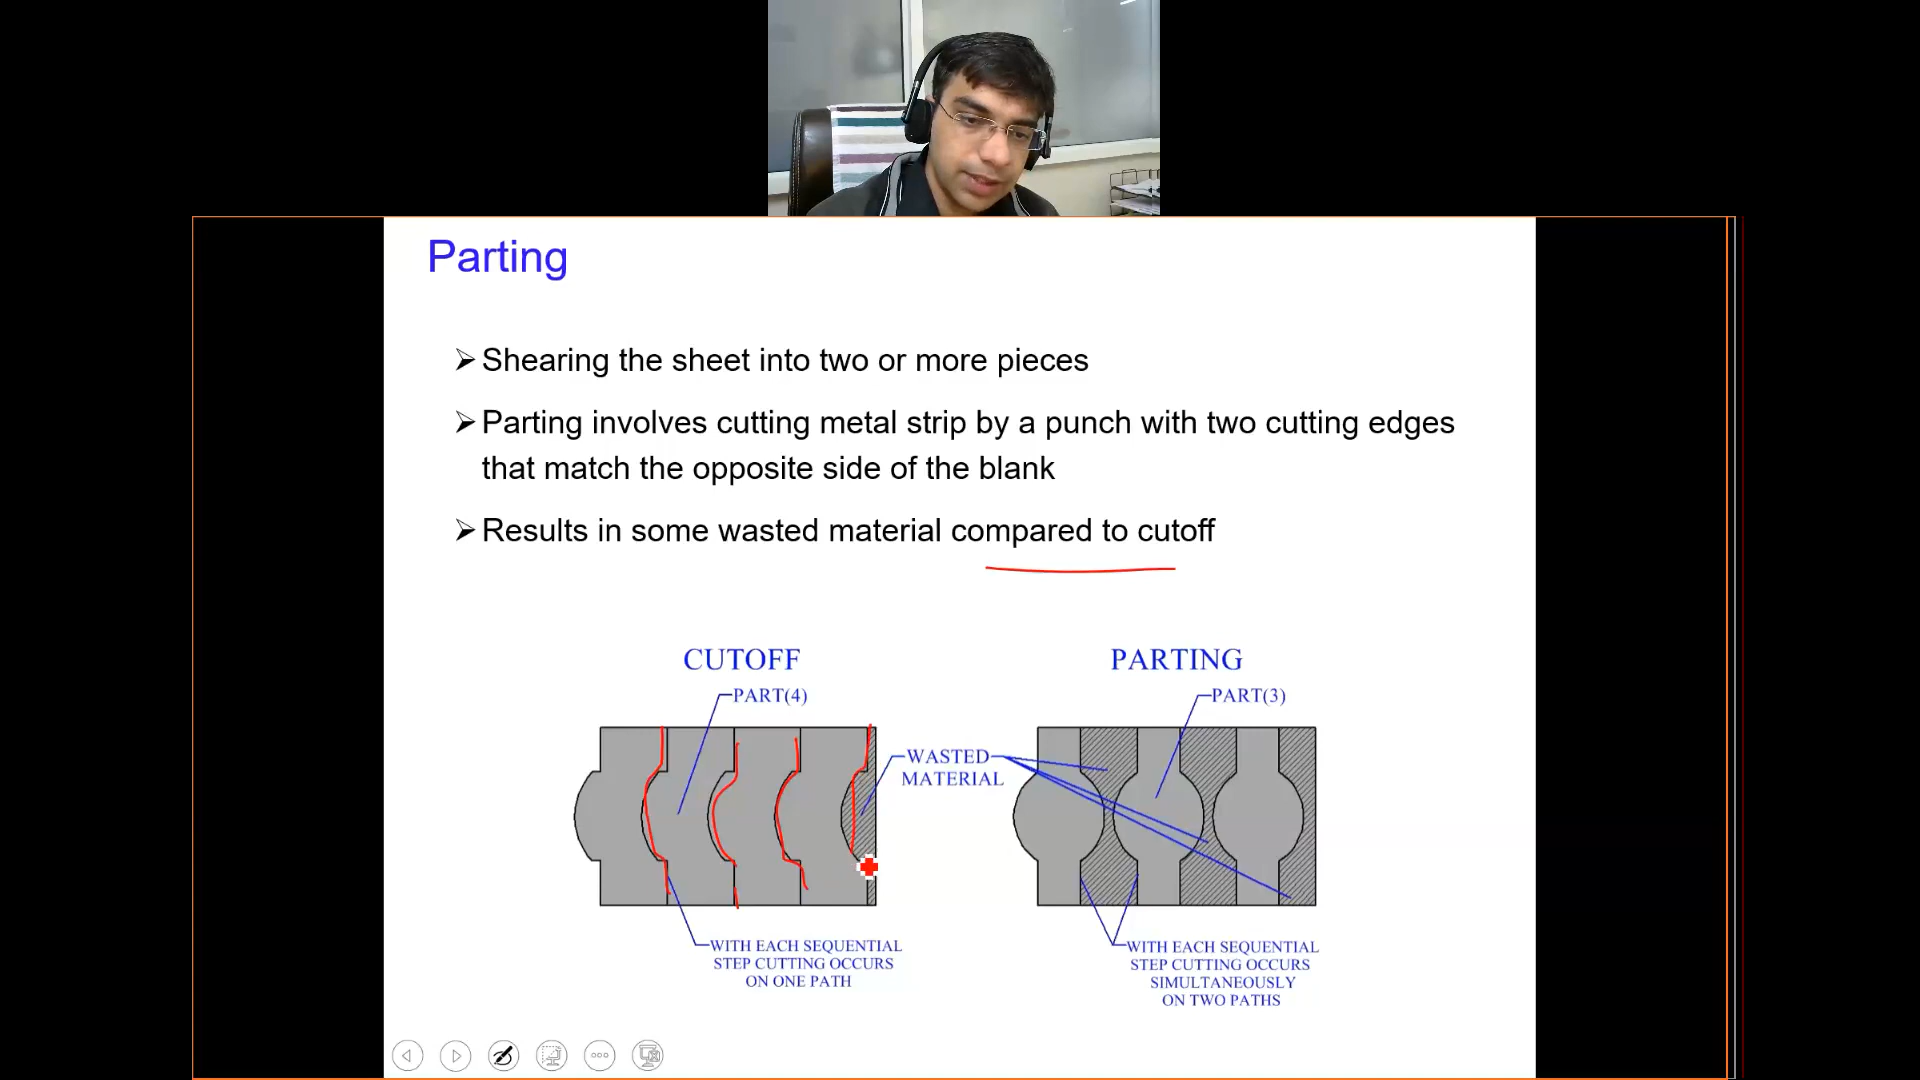 Parting
Shearing the sheet into two or more pieces
Parting involves cutting metal strip by a punch with two cutting edges
that match the opposite side of the blank
Results in some wasted material compared to cutoff
CUTOFF
PART(4)
WASTED
MATERIAL
WITH EACH SEQUENTIAL
STEP CUTTING OCCURS
ON ONE PATH
PARTING
PART(3)
WITH EACH SEQUENTIAL
STEP CUTTING OCCURS
SIMULTANEOUSLY
ON TWO PATHS